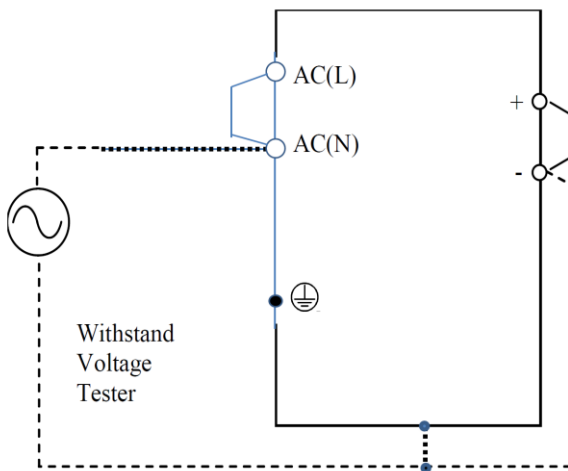 AC(L)
+
AC(N)
-
Withstand
Voltage
Tester